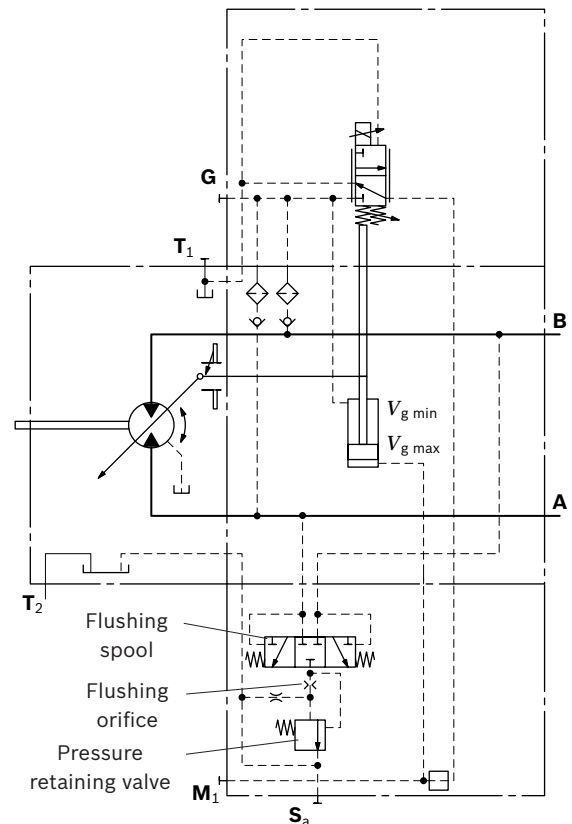 G
T1
B
Vg min
Vg max
A
T2
Flushing
spool
Flushing
orifice
Pressure
retaining valve
M1
Sa